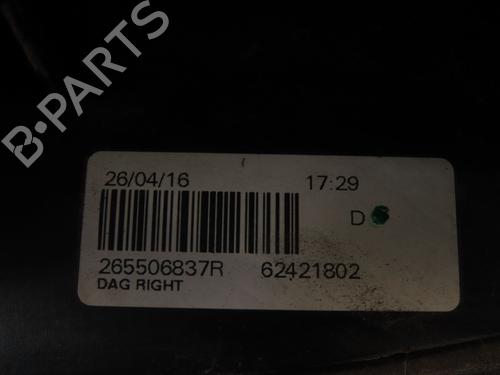 B-PARTS
26/04/16 17:29
D
265506837R 62421802
DAG RIGHT